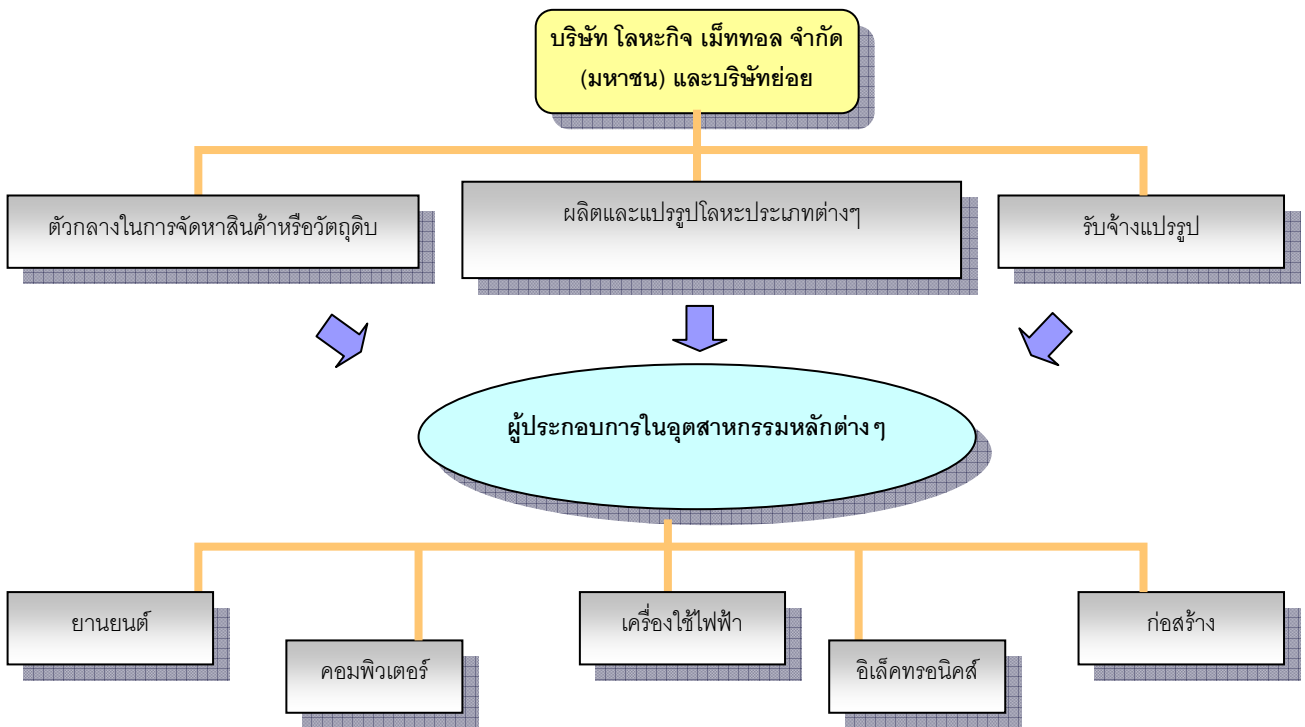 บริษัท โลหะกิจ เม็ททอล จำกัด
(มหาชน) และบริษัทย่อย
ตัวกลางในการจัดหาสินค้าหรือวัตถุดิบ
ผลิตและแปรรูปโลหะประเภทต่างๆ
รับจ้างแปรรูป
ผู้ประกอบการในอุตสาหกรรมหลักต่างๆ
ยานยนต์
คอมพิวเตอร์
เครื่องใช้ไฟฟ้า
อิเล็คทรอนิคส์
ก่อสร้าง